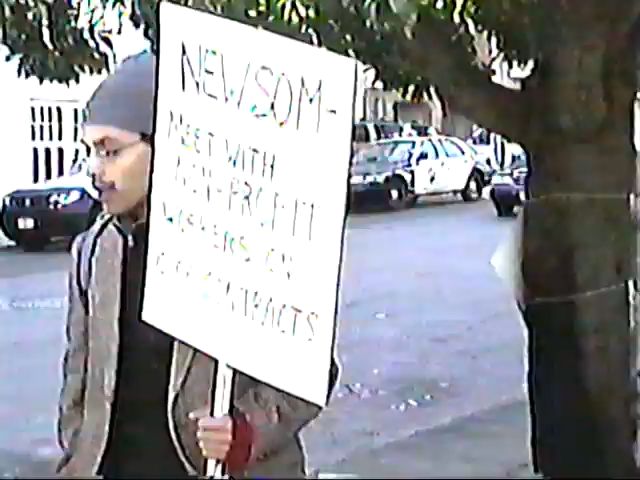 NEWSOM-
MEET WITH
NON-PROFIT
WORKERS ON
CONTRACTS